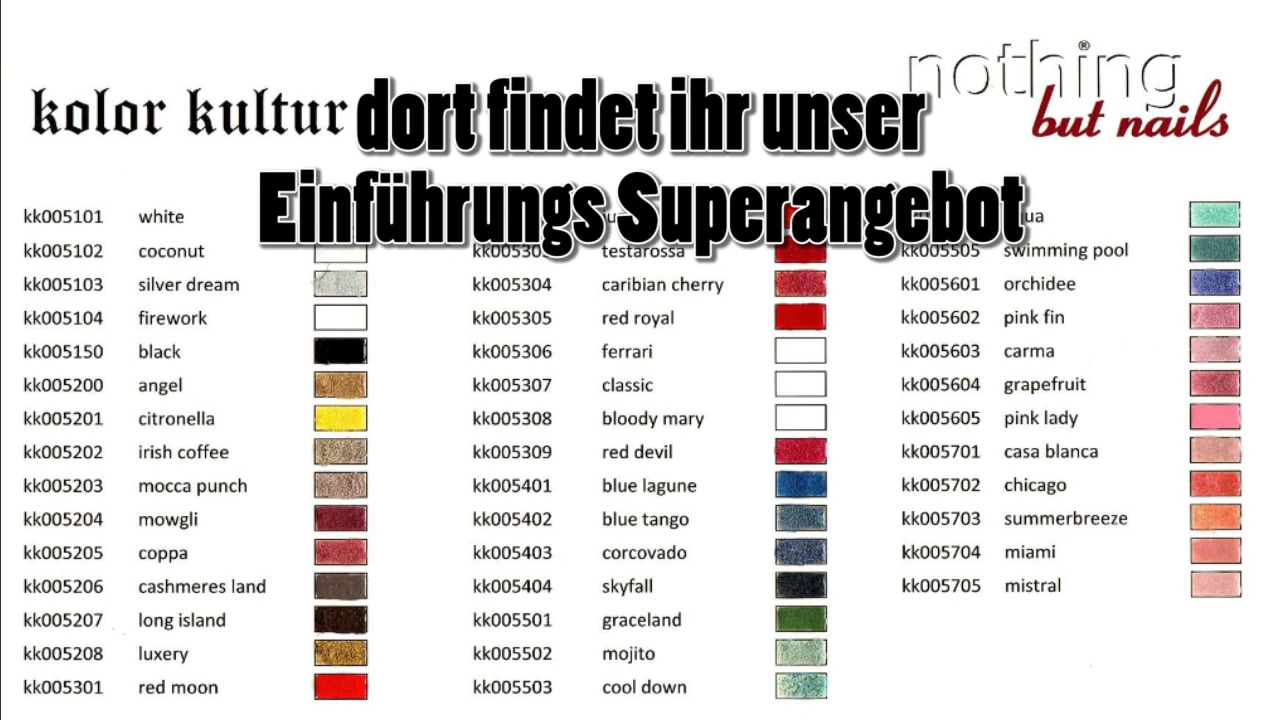 kolor kultur
nothing®
but nails
dort findet ihr unser
Einführungs Superangebot
kk005101 white
kk005102 coconut
kk005103 silver dream
kk005104 firework
kk005150 black
kk005200 angel
kk005201 citronella
kk005202 irish coffee
kk005203 mocca punch
kk005204 mowgli
kk005205 coppa
kk005206 cashmeres land
kk005207 long island
kk005208 luxery
kk005301 red moon
testarossa
kk005304 caribian cherry
kk005305 red royal
kk005306 ferrari
kk005307 classic
kk005308 bloody mary
kk005309 red devil
kk005401 blue lagune
kk005402 blue tango
kk005403 corcovado
kk005404 skyfall
kk005501 graceland
kk005502 mojito
kk005503 cool down
kk005505 swimming pool
kk005601 orchidee
kk005602 pink fin
kk005603 carma
kk005604 grapefruit
kk005605 pink lady
kk005701 casa blanca
kk005702 chicago
kk005703 summerbreeze
kk005704 miami
kk005705 mistral